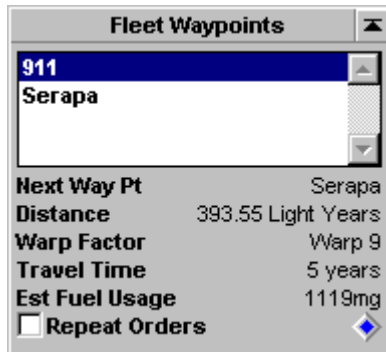 Fleet Waypoints
911
Serapa
Next Way Pt Serapa
Distance 393.55 Light Years
Warp Factor Warp 9
Travel Time 5 years
Est Fuel Usage 1119mg
Repeat Orders